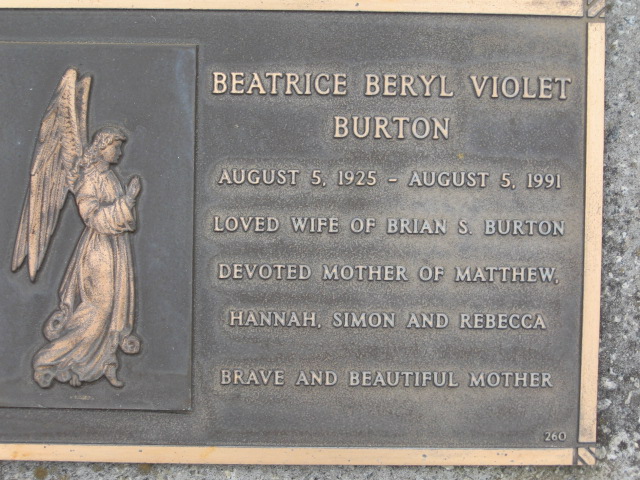 BEATRICE BERYL VIOLET
BURTON
AUGUST 5, 1925 - AUGUST 5, 1991
LOVED WIFE OF BRIAN S. BURTON
DEVOTED MOTHER OF MATTHEW,
HANNAH, SIMON AND REBECCA
BRAVE AND BEAUTIFUL MOTHER
260